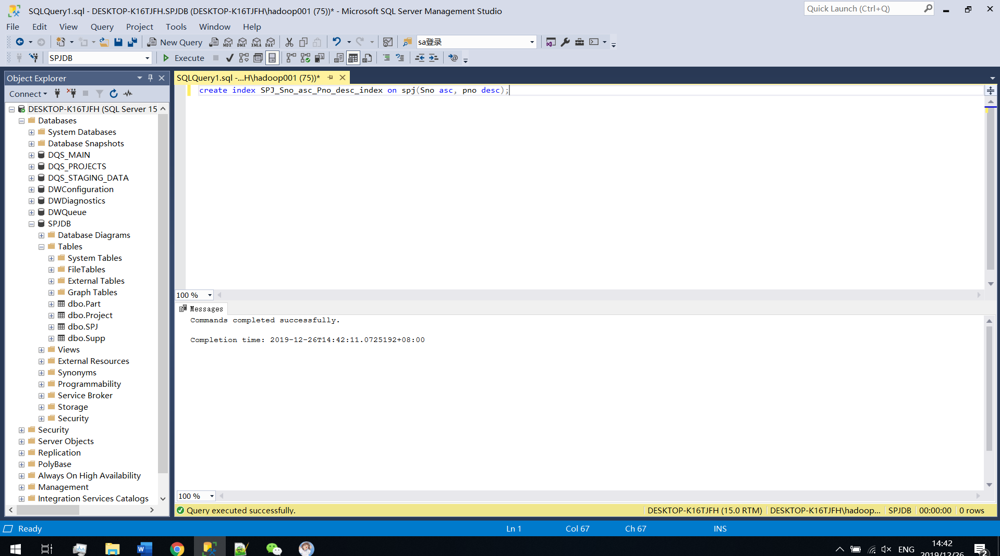 SQLQuery1.sql - DESKTOP-K16TJFH.SPJDB (DESKTOP-K16TJFH\hadoop001 (75))* - Microsoft SQL Server Management Studio
Quick Launch (Ctrl+Q)
File Edit View Query Project Tools Window Help
New Query MDX DMX XMLA DAX sa登录
SPJDB Execute
Object Explorer
SQLQuery1.sql -...H\hadoop001 (75))*
Connect
create index SPJ_Sno_asc_Pno_desc_index on spj(Sno asc, pno desc);
DESKTOP-K16TJFH (SQL Server 15
Databases
System Databases
Database Snapshots
DQS_MAIN
DQS_PROJECTS
DQS_STAGING_DATA
DWConfiguration
DWDiagnostics
DWQueue
SPJDB
Database Diagrams
Tables
System Tables
FileTables
External Tables
Graph Tables
dbo.Part
dbo.Project
dbo.SPJ
dbo.Supp
Views
External Resources
Synonyms
Programmability
Service Broker
Storage
Security
Security
Server Objects
Replication
PolyBase
Always On High Availability
Management
Integration Services Catalogs
100 %
Messages
Commands completed successfully.
Completion time: 2019-12-26T14:42:11.0725192+08:00
100 %
Query executed successfully. DESKTOP-K16TJFH (15.0 RTM) DESKTOP-K16TJFH\hadoop... SPJDB 00:00:00 0 rows
Ready Ln 1 Col 67 Ch 67 INS
ENG 14:42
2019/12/26
2